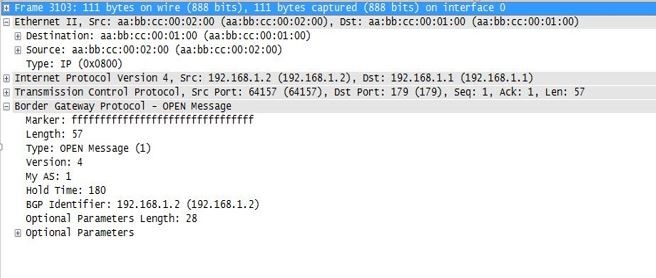 Frame 3103: 111 bytes on wire (888 bits), 111 bytes captured (888 bits) on interface 0
Ethernet II, Src: aa:bb:cc:00:02:00 (aa:bb:cc:00:02:00), Dst: aa:bb:cc:00:01:00 (aa:bb:cc:00:01:00)
Destination: aa:bb:cc:00:01:00 (aa:bb:cc:00:01:00)
Source: aa:bb:cc:00:02:00 (aa:bb:cc:00:02:00)
Type: IP (0x0800)
Internet Protocol Version 4, Src: 192.168.1.2 (192.168.1.2), Dst: 192.168.1.1 (192.168.1.1)
Transmission Control Protocol, Src Port: 64157 (64157), Dst Port: 179 (179), Seq: 1, Ack: 1, Len: 57
Border Gateway Protocol - OPEN Message
Marker: ffffffffffffffffffffffffffffffff
Length: 57
Type: OPEN Message (1)
Version: 4
My AS: 1
Hold Time: 180
BGP Identifier: 192.168.1.2 (192.168.1.2)
Optional Parameters Length: 28
Optional Parameters